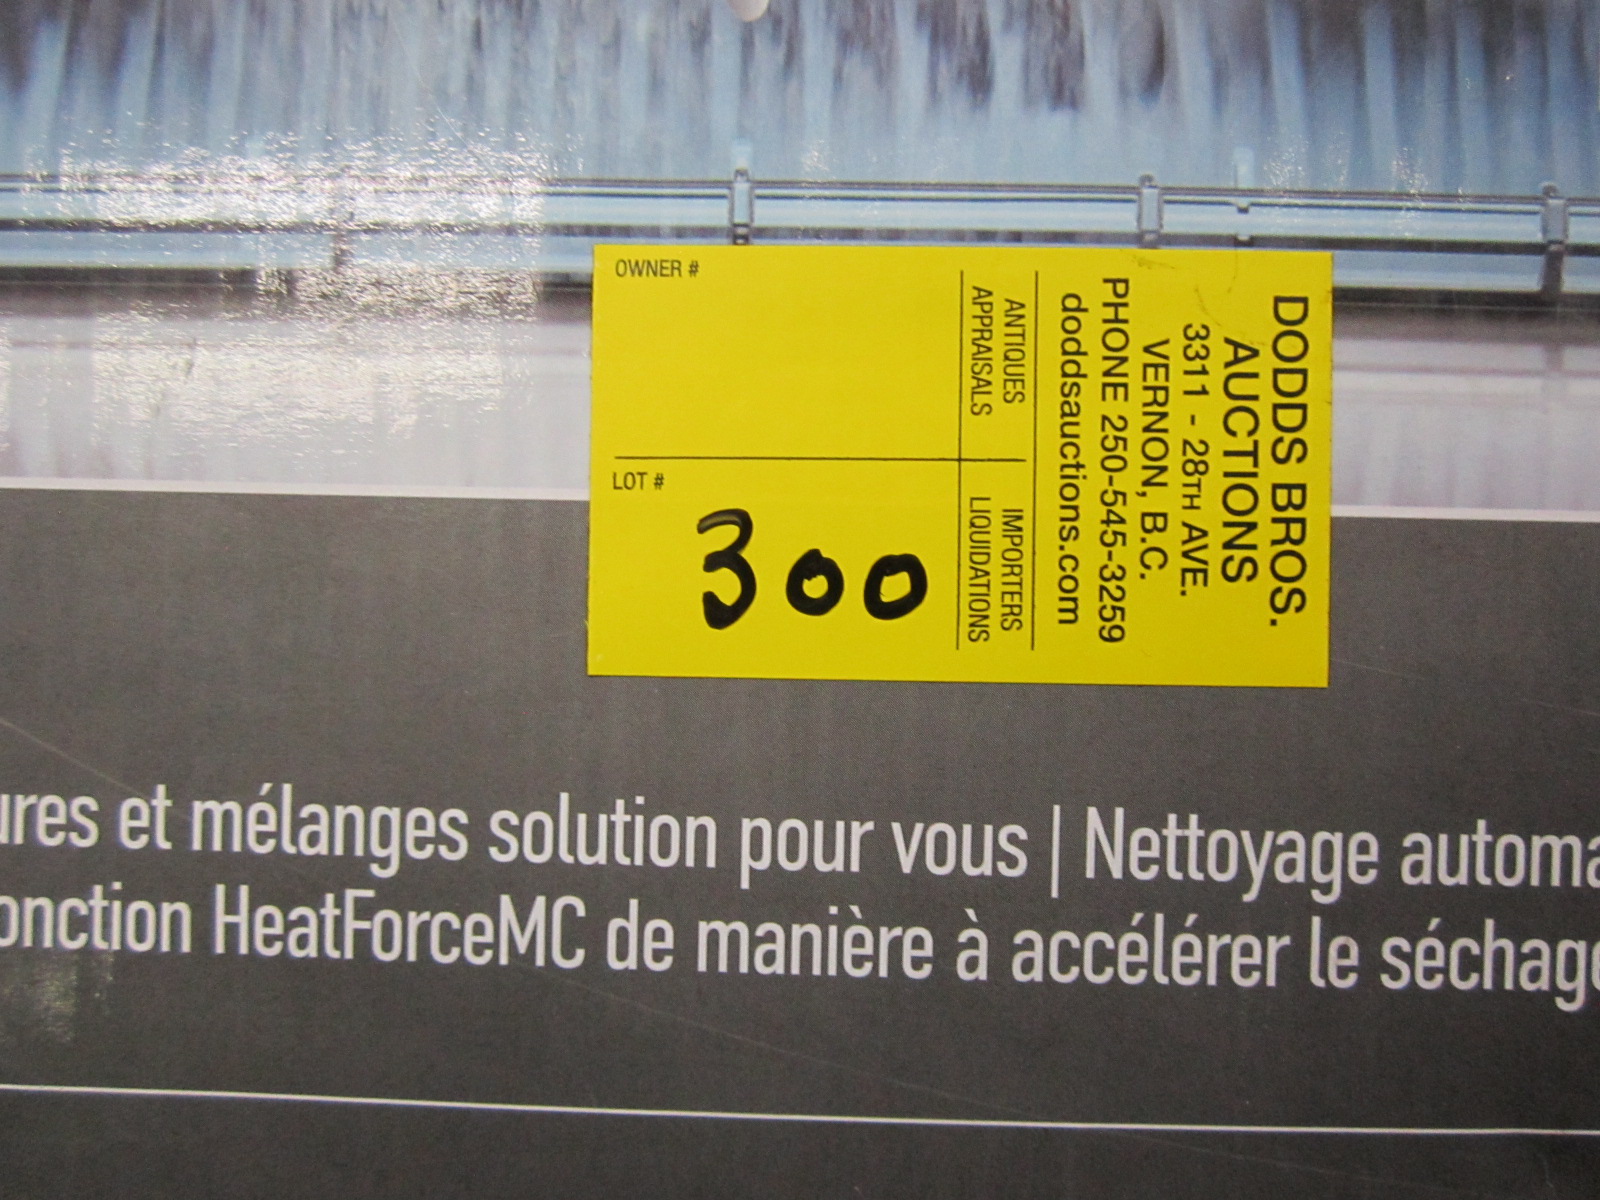 DODDS BROS.
AUCTIONS
3311 - 28TH AVE.
VERNON, B.C.
PHONE 250-545-3259
doddsauctions.com
ANTIQUES
APPRAISALS
IMPORTERS
LIQUIDATIONS
OWNER #
LOT #
300
ures et mélanges solution pour vous | Nettoyage automa
onction HeatForceMC de manière à accélérer le séchage